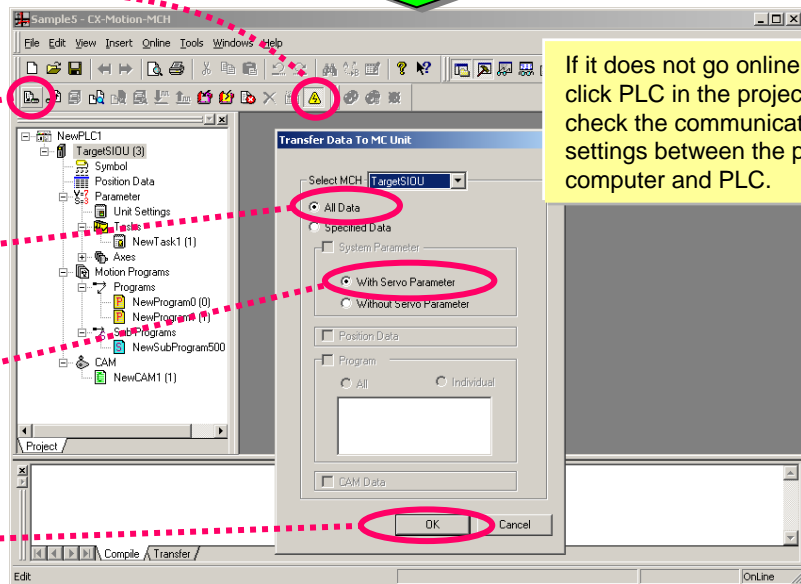 Sample5 - CX-Motion-MCH
File Edit View Insert Online Tools Windows Help
If it does not go online
click PLC in the projec
check the communicat
settings between the p
computer and PLC.
NewPLC1
TargetSIOU (3)
Symbol
Position Data
Parameter
Unit Settings
Tasks
NewTask1 (1)
Axes
Motion Programs
Programs
NewProgram0 (0)
NewProgram1 (1)
Sub Programs
NewSubProgram500
CAM
NewCAM1 (1)
Project
Transfer Data To MC Unit
Select MCH TargetSIOU
All Data
Specified Data
System Parameter
With Servo Parameter
Without Servo Parameter
Position Data
Program
All Individual
CAM Data
OK Cancel
Compile Transfer
Edit OnLine